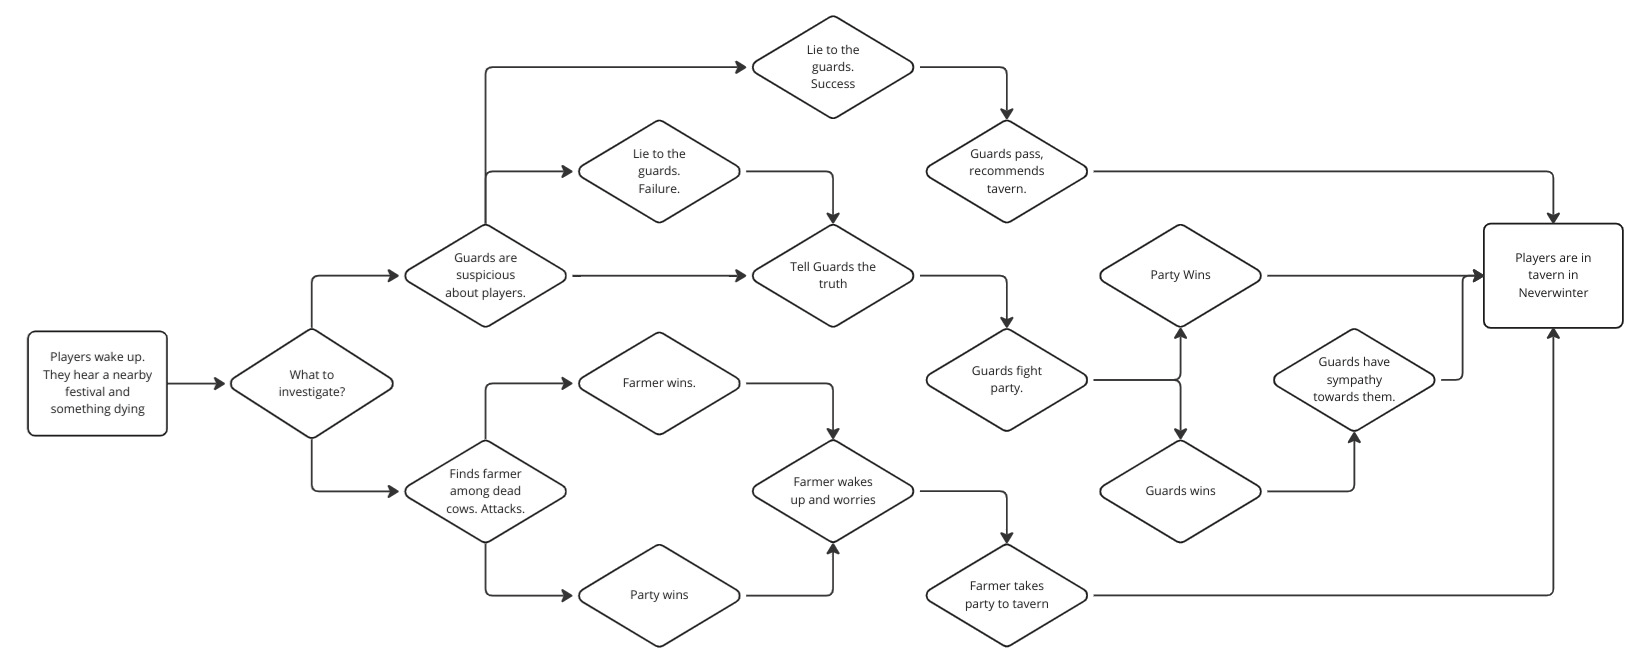 Lie to the
guards.
Success
Lie to the
guards.
Failure.
Guards pass,
recommends
tavern.
Guards are
suspicious
about players.
Tell Guards the
truth
Party Wins
Players are in
tavern in
Neverwinter
Players wake up.
They hear a nearby
festival and
something dying
What to
investigate?
Farmer wins.
Guards fight
party.
Guards have
sympathy
towards them.
Finds farmer
among dead
cows. Attacks.
Farmer wakes
up and worries
Guards wins
Party wins
Farmer takes
party to tavern